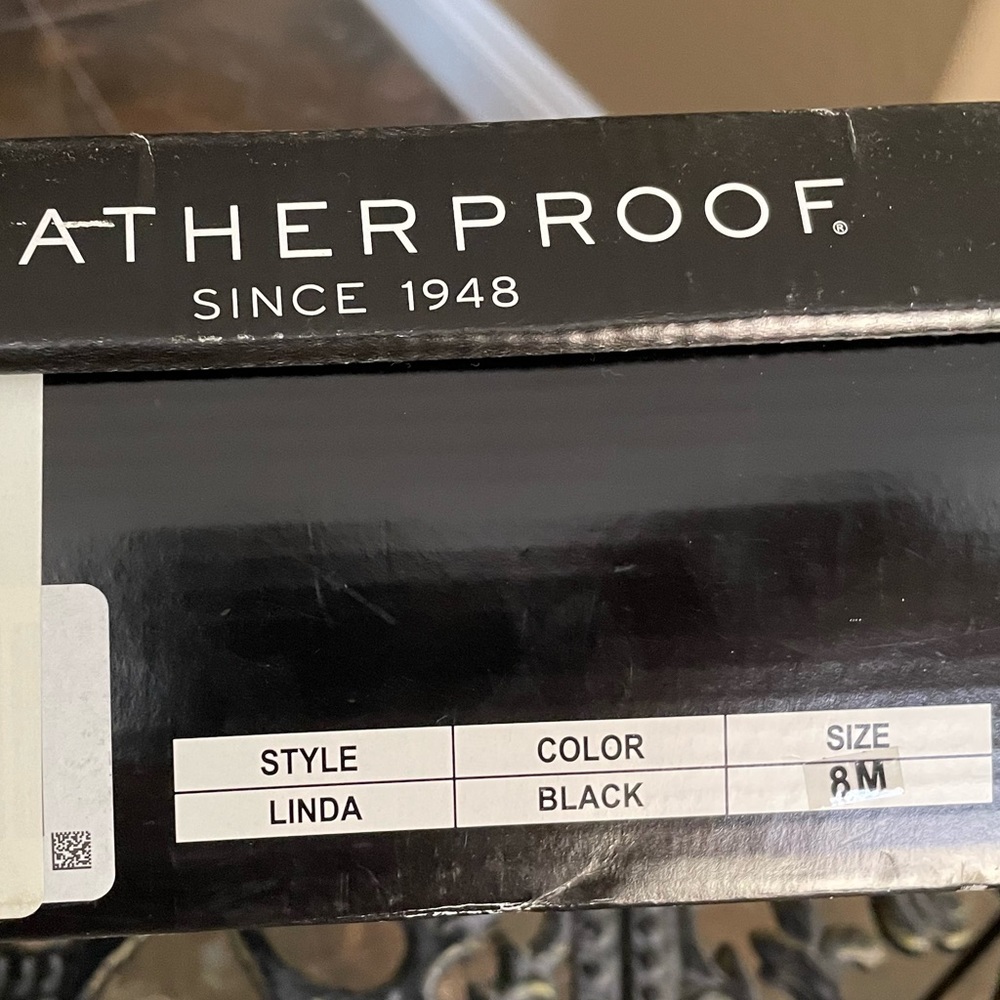 ATHERPROOF®
SINCE 1948
STYLE COLOR SIZE
LINDA BLACK 8 M